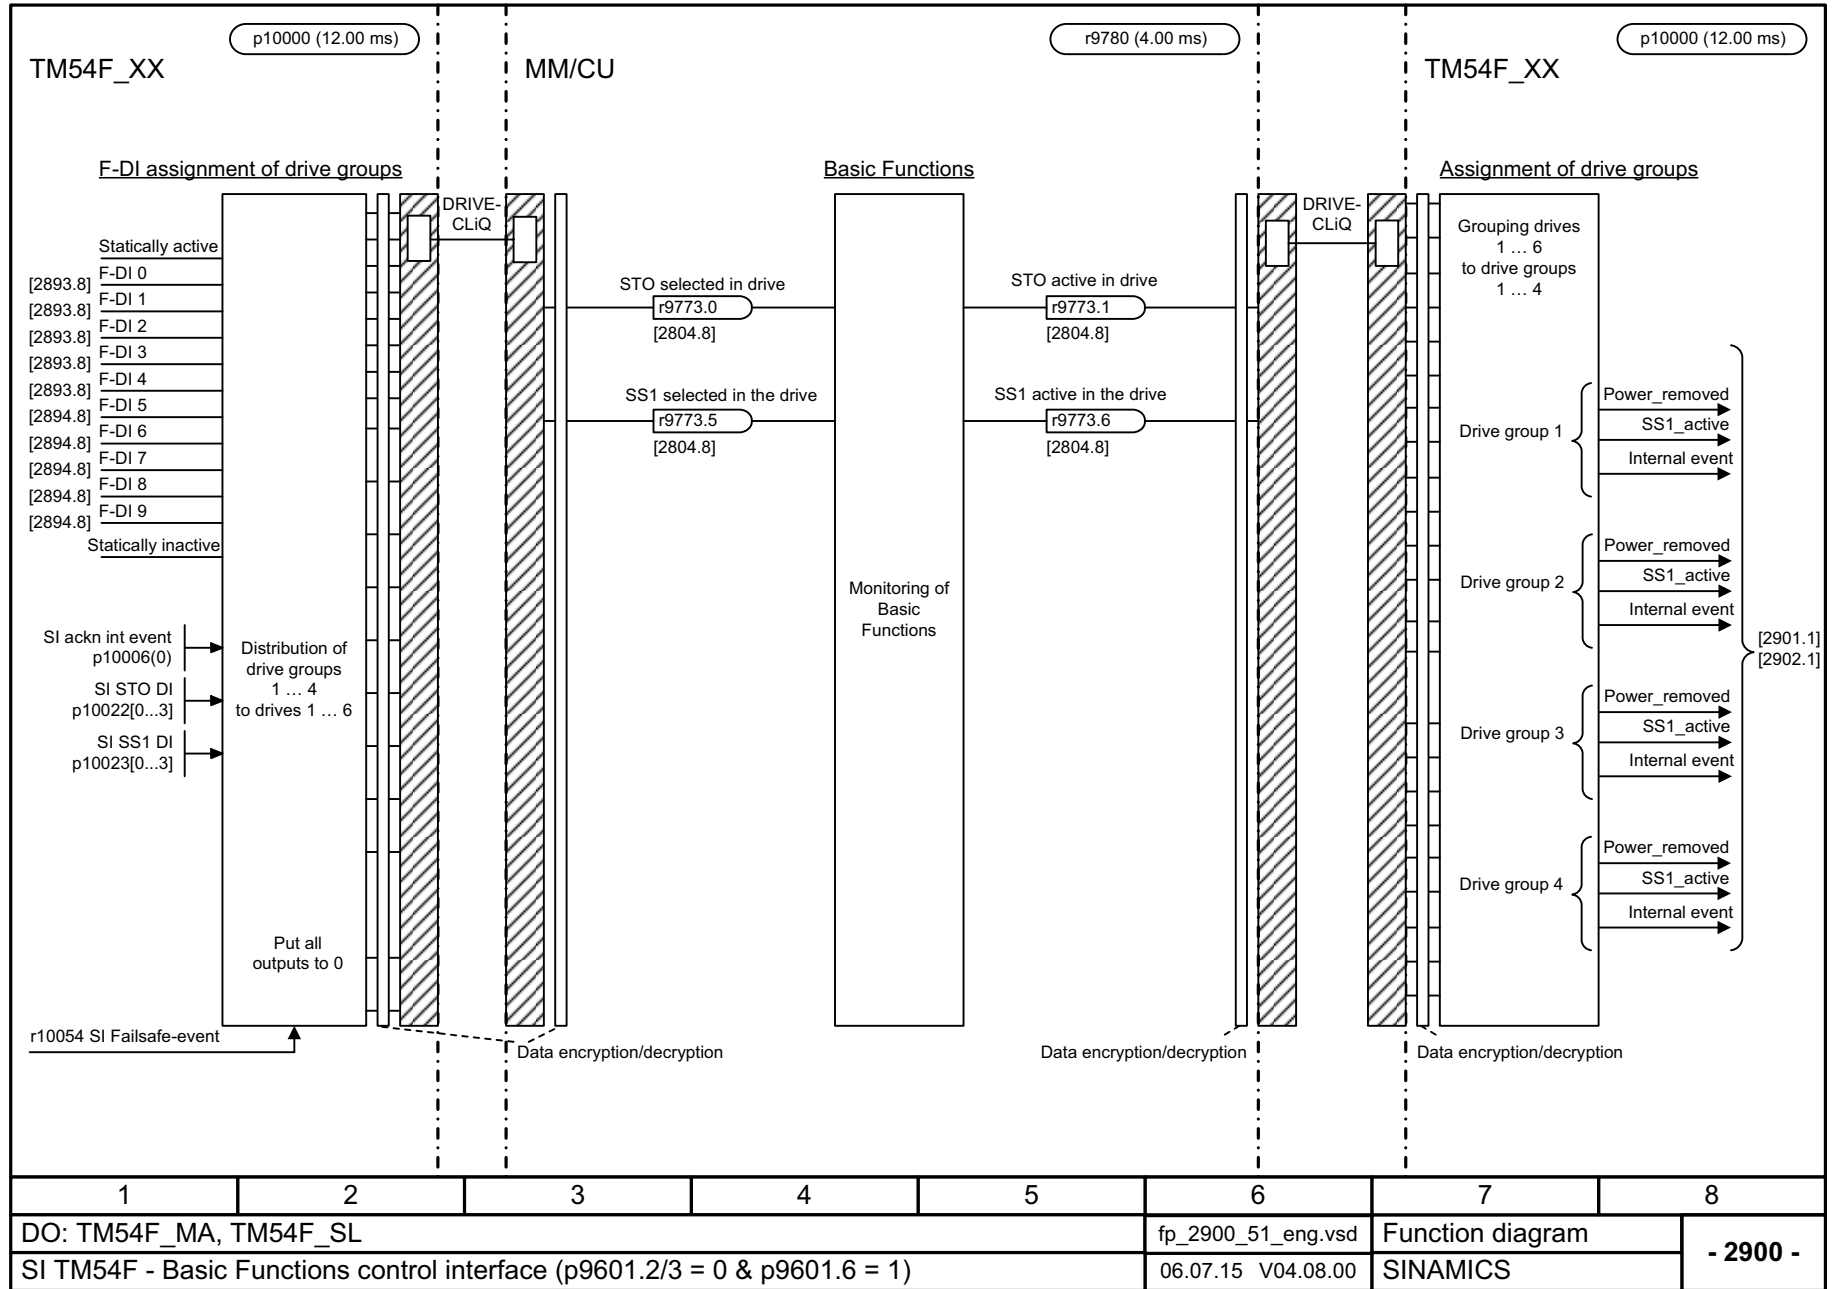 p10000 (12.00 ms)
r9780 (4.00 ms)
p10000 (12.00 ms)
TM54F_XX
MM/CU
TM54F_XX
F-DI assignment of drive groups
Basic Functions
Assignment of drive groups
Statically active
[2893.8] F-DI 0
[2893.8] F-DI 1
[2893.8] F-DI 2
[2893.8] F-DI 3
[2893.8] F-DI 4
[2894.8] F-DI 5
[2894.8] F-DI 6
[2894.8] F-DI 7
[2894.8] F-DI 8
[2894.8] F-DI 9
Statically inactive
SI ackn int event
p10006(0)
SI STO DI
p10022[0...3]
SI SS1 DI
p10023[0...3]
Distribution of
drive groups
1 … 4
to drives 1 … 6
Put all
outputs to 0
r10054 SI Failsafe-event
DRIVE-
CLiQ
STO selected in drive
r9773.0
[2804.8]
SS1 selected in the drive
r9773.5
[2804.8]
Monitoring of
Basic
Functions
STO active in drive
r9773.1
[2804.8]
SS1 active in the drive
r9773.6
[2804.8]
DRIVE-
CLiQ
Grouping drives
1 … 6
to drive groups
1 … 4
Drive group 1
Power_removed
SS1_active
Internal event
Drive group 2
Power_removed
SS1_active
Internal event
Drive group 3
Power_removed
SS1_active
Internal event
Drive group 4
Power_removed
SS1_active
Internal event
[2901.1]
[2902.1]
Data encryption/decryption
Data encryption/decryption
Data encryption/decryption
1 2 3 4 5 6 7 8
DO: TM54F_MA, TM54F_SL
fp_2900_51_eng.vsd
Function diagram
- 2900 -
SI TM54F - Basic Functions control interface (p9601.2/3 = 0 & p9601.6 = 1)
06.07.15 V04.08.00
SINAMICS